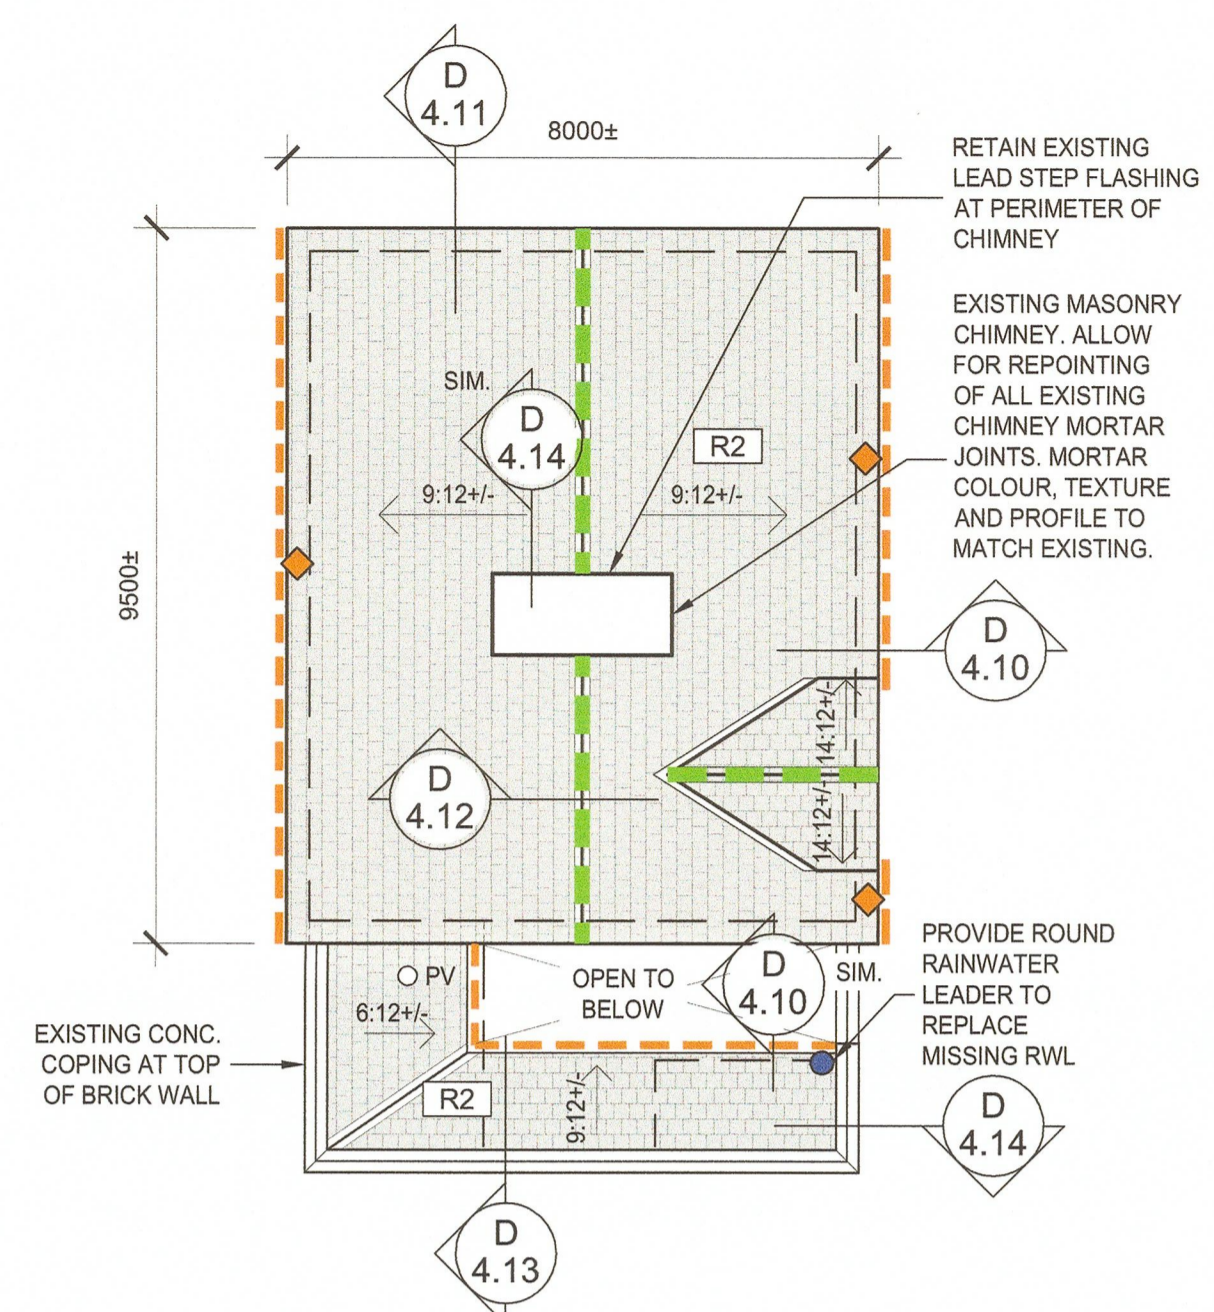 D
4.11
8000±
RETAIN EXISTING
LEAD STEP FLASHING
AT PERIMETER OF
CHIMNEY
EXISTING MASONRY
CHIMNEY. ALLOW
FOR REPOINTING
OF ALL EXISTING
CHIMNEY MORTAR
JOINTS. MORTAR
COLOUR, TEXTURE
AND PROFILE TO
MATCH EXISTING.
SIM.
D
4.14
R2
9:12+/-
9:12+/-
9500±
D
4.10
14:12+/-
14:12+/-
D
4.12
PROVIDE ROUND
RAINWATER
LEADER TO
REPLACE
MISSING RWL
PV
6:12+/-
OPEN TO
BELOW
D
4.10
SIM.
EXISTING CONC.
COPING AT TOP
OF BRICK WALL
R2
9:12+/-
D
4.14
D
4.13